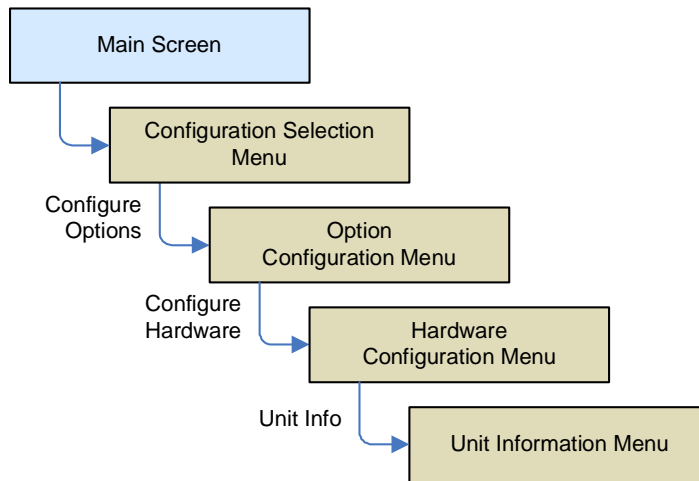 Main Screen
Configuration Selection
Menu
Configure
Options
Option
Configuration Menu
Configure
Hardware
Hardware
Configuration Menu
Unit Info
Unit Information Menu